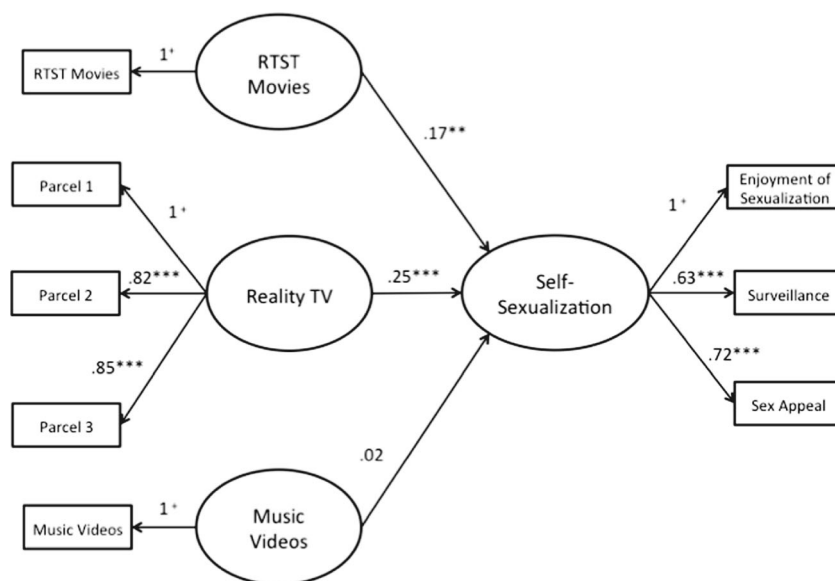 RTST Movies
1⁺
RTST
Movies
.17**
Parcel 1
1⁺
Parcel 2
.82***
Reality TV
.25***
Self-
Sexualization
1⁺
Enjoyment of
Sexualization
.63***
Surveillance
.72***
Sex Appeal
.85***
Parcel 3
.02
Music Videos
1⁺
Music
Videos